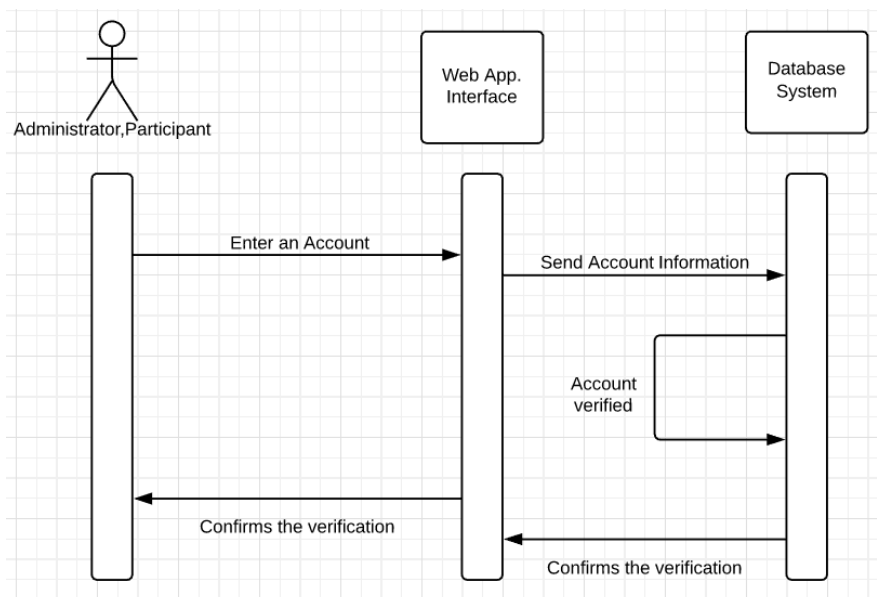 Web App.
Interface
Database
System
Administrator,Participant
Enter an Account
Send Account Information
Account
verified
Confirms the verification
Confirms the verification